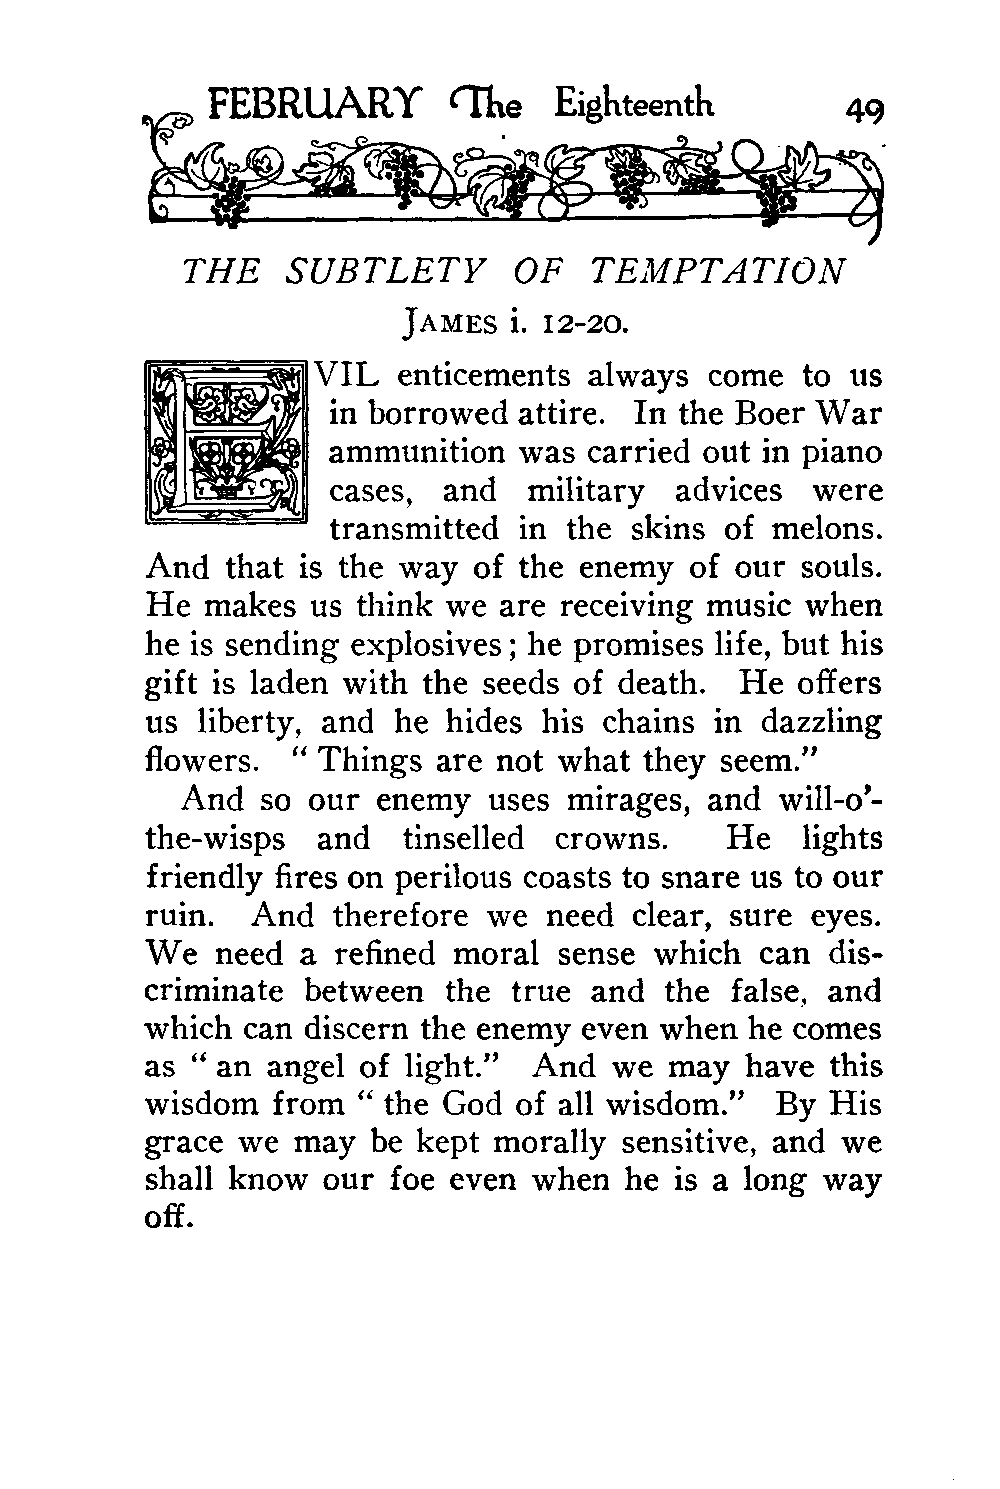 FEBRUARY The Eighteenth 49
THE SUBTLETY OF TEMPTATION
JAMES i. 12-20.
EVIL enticements always come to us
in borrowed attire. In the Boer War
ammunition was carried out in piano
cases, and military advices were
transmitted in the skins of melons.
And that is the way of the enemy of our souls.
He makes us think we are receiving music when
he is sending explosives; he promises life, but his
gift is laden with the seeds of death. He offers
us liberty, and he hides his chains in dazzling
flowers. “Things are not what they seem.”
And so our enemy uses mirages, and will-o’-
the-wisps and tinselled crowns. He lights
friendly fires on perilous coasts to snare us to our
ruin. And therefore we need clear, sure eyes.
We need a refined moral sense which can dis-
criminate between the true and the false, and
which can discern the enemy even when he comes
as “an angel of light.” And we may have this
wisdom from “the God of all wisdom.” By His
grace we may be kept morally sensitive, and we
shall know our foe even when he is a long way
off.